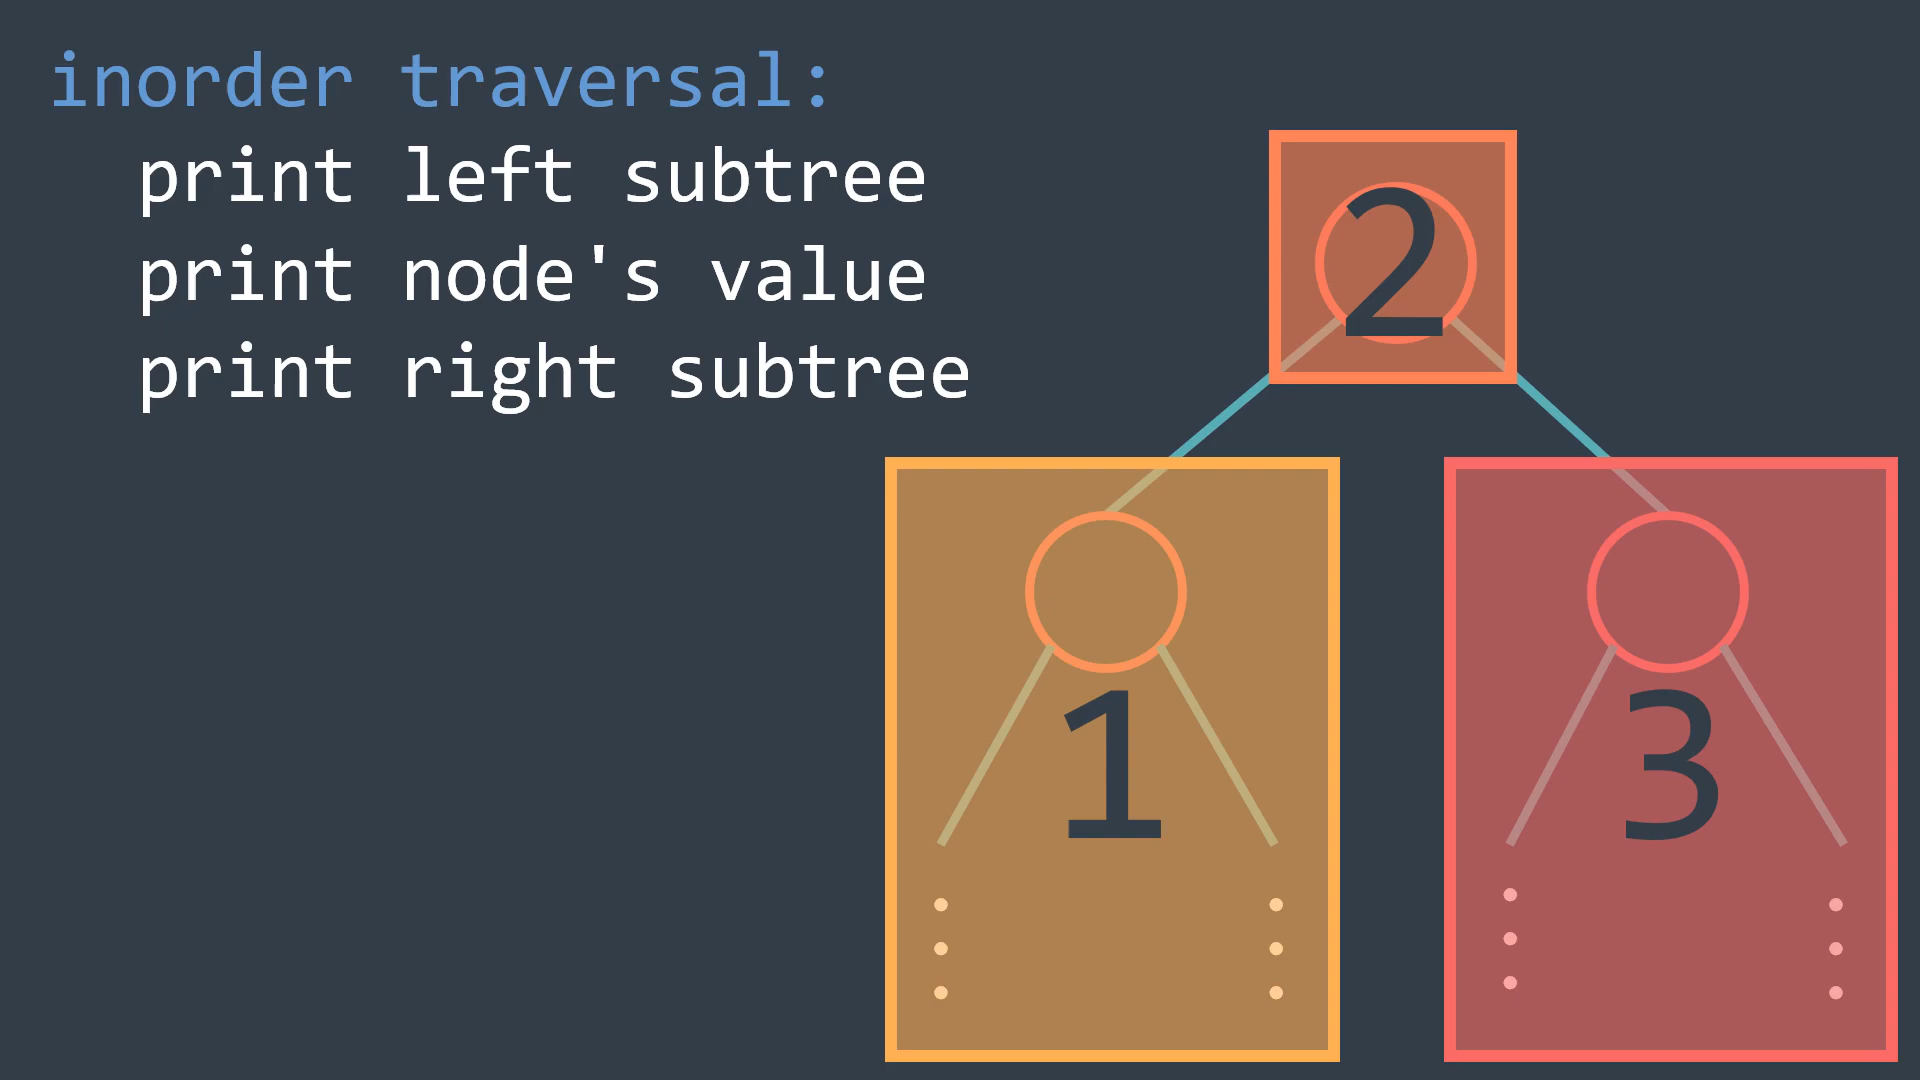 inorder traversal:
print left subtree
print node's value
print right subtree
2
1
3